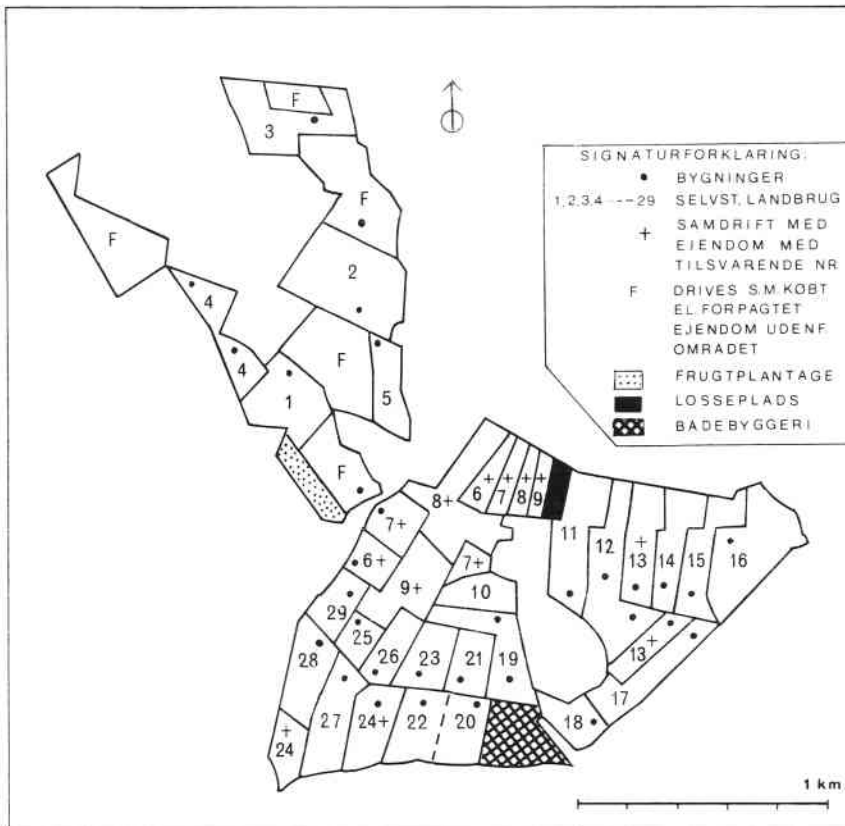 F
3
SIGNATURFORKLARING:
BYGNINGER
1,2,3,4---29 SELVST. LANDBRUG
+ SAMDRIFT MED
EJENDOM MED
TILSVARENDE NR
F DRIVES S.M. KØBT
EL. FORPAGTET
EJENDOM UDENF.
OMRÅDET
FRUGTPLANTAGE
LOSSEPLADS
BADEBYGGERI
F
F
2
4
F
4
5
1
F
8+
+
6
+
7
+
8
+
9
11
12
+
13
14
15
16
7+
6+
7+
9+
10
29
25
28
26
23
21
19
13+
17
18
27
24+
22
20
+
24
1 km